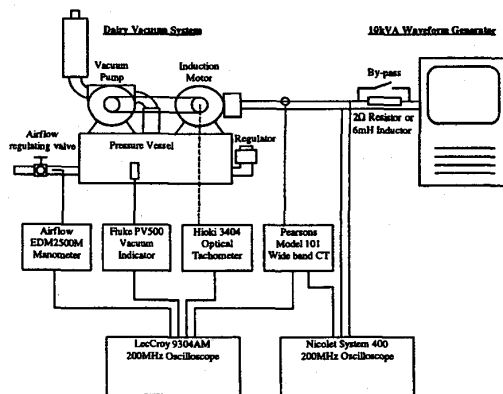 Dairy Vacuum System
10kVA Waveform Generator
Vacuum
Pump
Induction
Motor
By-pass
2Ω Resistor or
6mH Inductor
Airflow
regulating valve
Pressure Vessel
Regulator
Airflow
EDM2500M
Manometer
Fluke PV500
Vacuum
Indicator
Hioki 3404
Optical
Tachometer
Pearsons
Model 101
Wide band CT
LecCroy 9304AM
200MHz Oscilloscope
Nicolet System 400
200MHz Oscilloscope